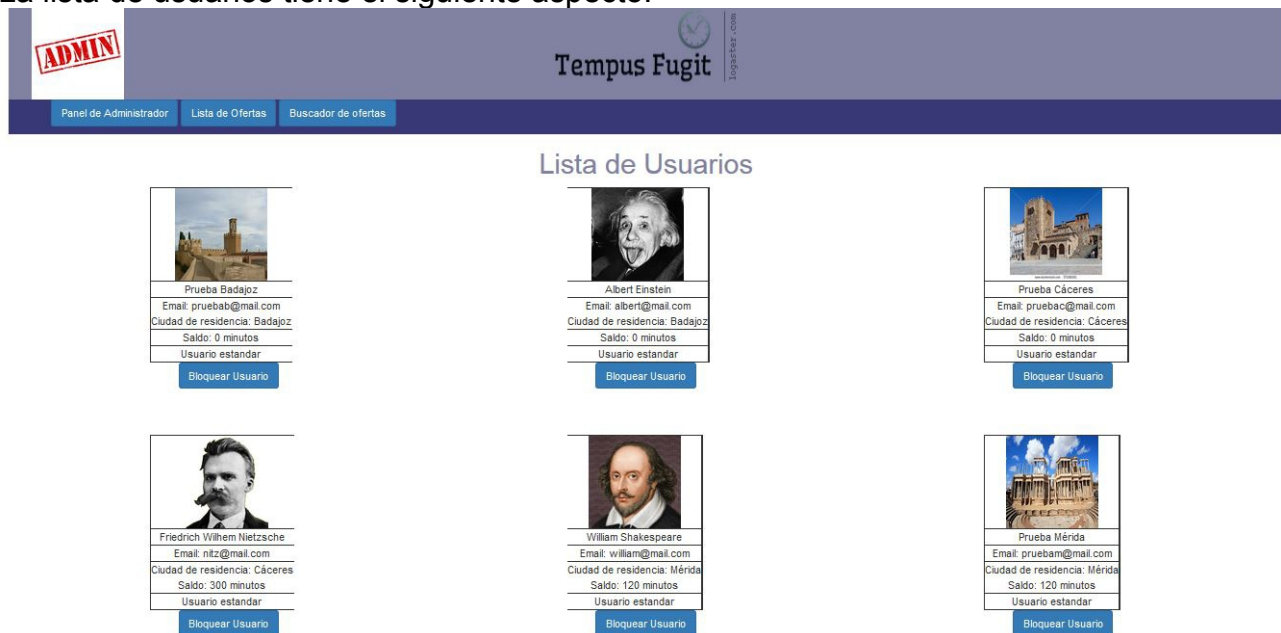 La lista de usuarios tiene el siguiente aspecto:
ADMIN
Tempus Fugit
logaster.com
Panel de Administrador Lista de Ofertas Buscador de ofertas
Lista de Usuarios
Prueba Badajoz
Email: pruebab@mail.com
Ciudad de residencia: Badajoz
Saldo: 0 minutos
Usuario estandar
Bloquear Usuario
Albert Einstein
Email: albert@mail.com
Ciudad de residencia: Badajoz
Saldo: 0 minutos
Usuario estandar
Bloquear Usuario
Prueba Cáceres
Email: pruebac@mail.com
Ciudad de residencia: Cáceres
Saldo: 0 minutos
Usuario estandar
Bloquear Usuario
Friedrich Wilhem Nietzsche
Email: nitz@mail.com
Ciudad de residencia: Cáceres
Saldo: 300 minutos
Usuario estandar
Bloquear Usuario
William Shakespeare
Email: william@mail.com
Ciudad de residencia: Mérida
Saldo: 120 minutos
Usuario estandar
Bloquear Usuario
Prueba Mérida
Email: pruebam@mail.com
Ciudad de residencia: Mérida
Saldo: 120 minutos
Usuario estandar
Bloquear Usuario